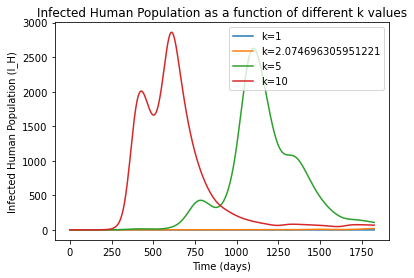 Infected Human Population as a function of different k values
Infected Human Population (I_H)
3000
2500
2000
1500
1000
500
0
k=1
k=2.074696305951221
k=5
k=10
0 250 500 750 1000 1250 1500 1750
Time (days)